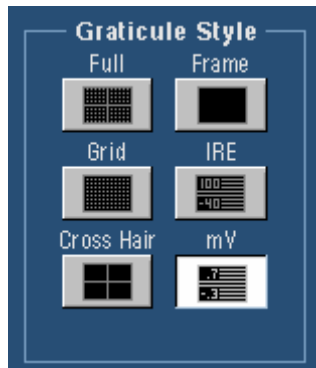 Graticule Style
Full Frame
Grid IRE
100
-40
Cross Hair mV
.7
-.3